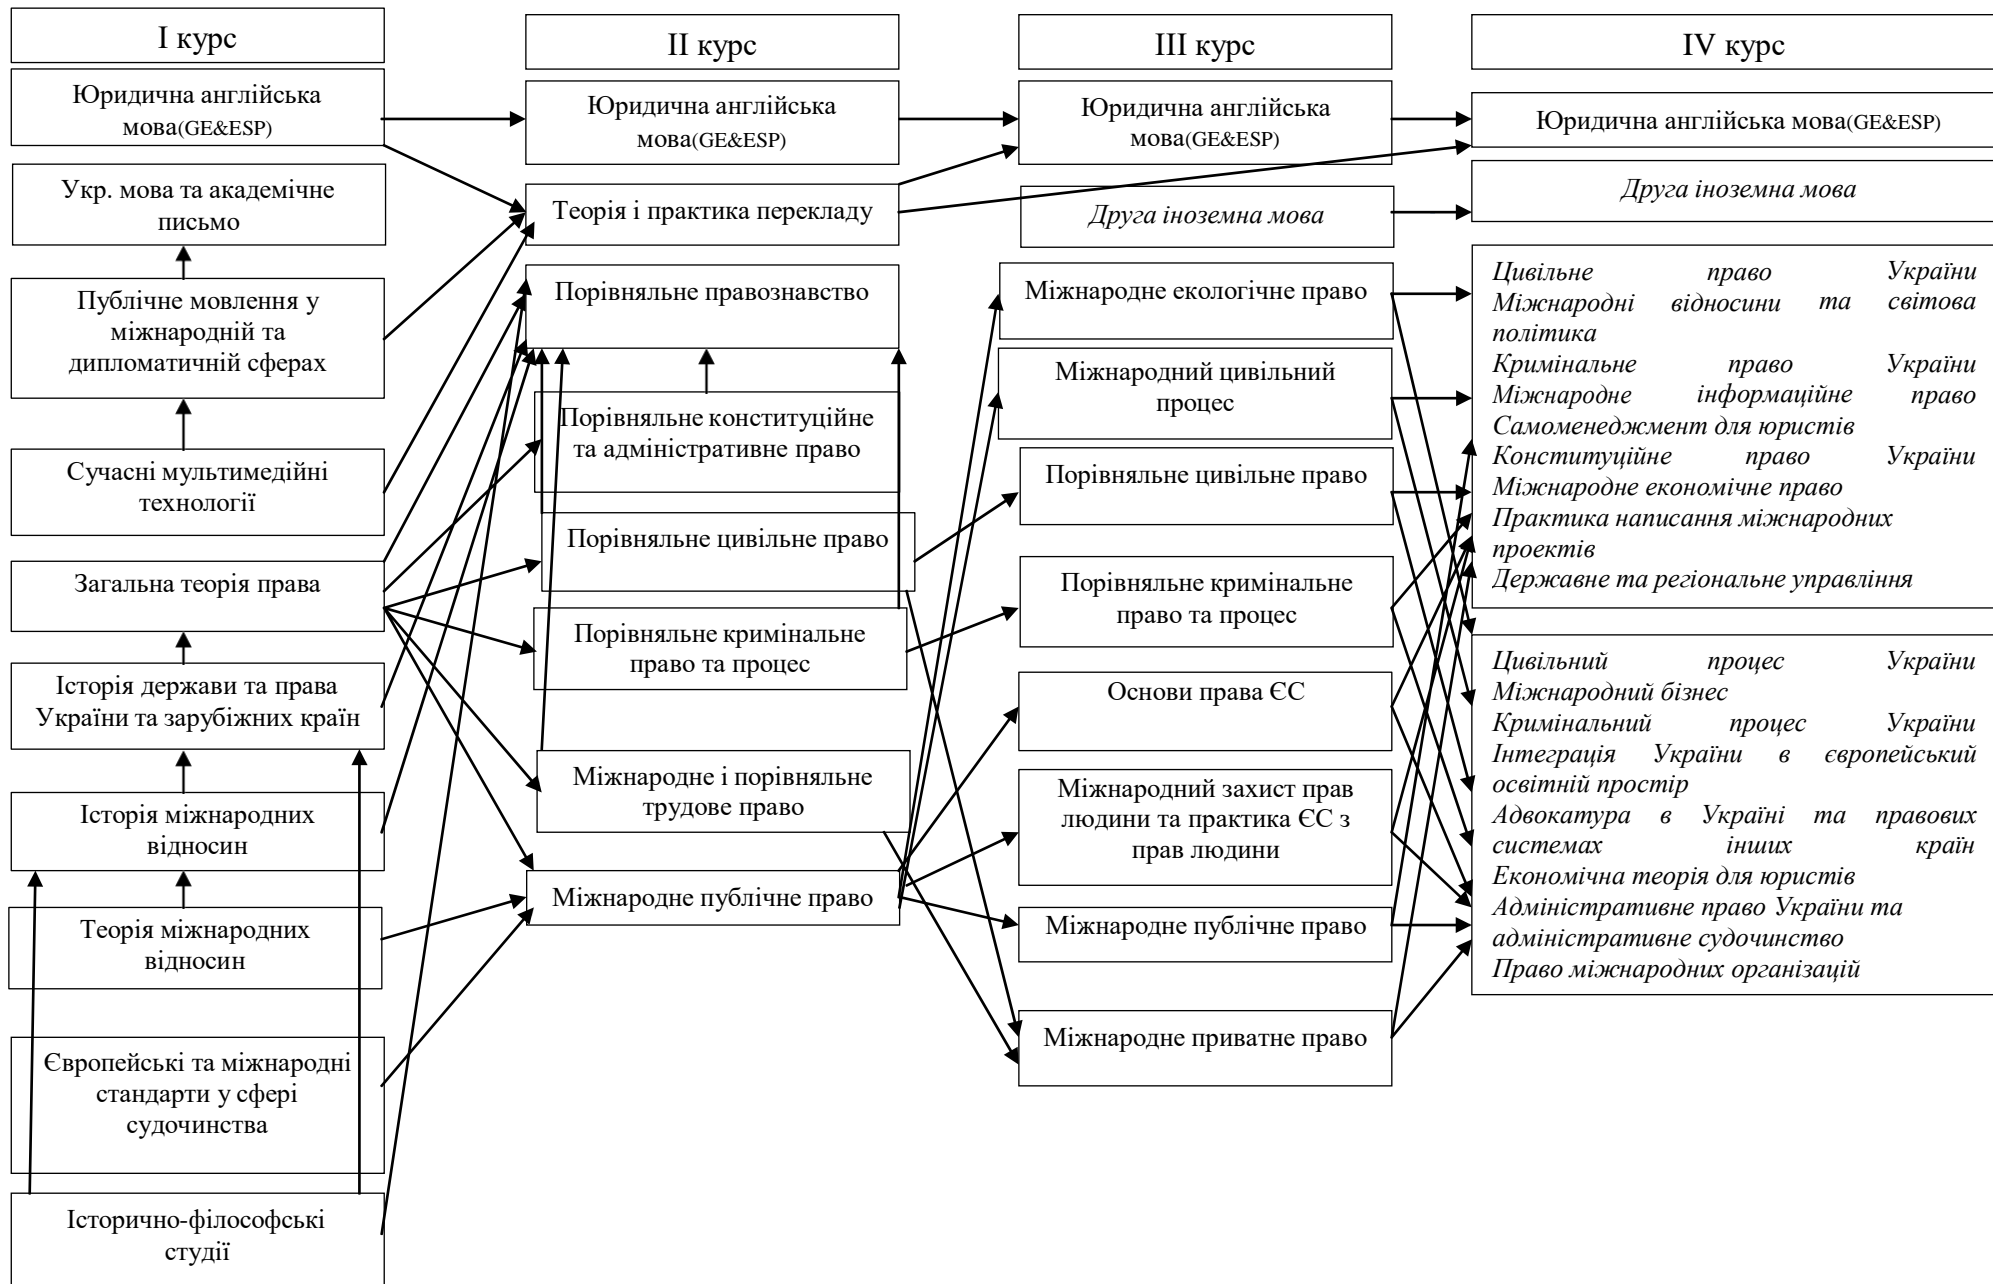 І курс
Юридична англійська
мова(GE&ESP)
Укр. мова та академічне
письмо
Публічне мовлення у
міжнародній та
дипломатичній сферах
Сучасні мультимедійні
технології
Загальна теорія права
Історія держави та права
України та зарубіжних країн
Історія міжнародних
відносин
Теорія міжнародних
відносин
Європейські та міжнародні
стандарти у сфері
судочинства
Історично-філософські
студії
ІІ курс
Юридична англійська
мова(GE&ESP)
Теорія і практика перекладу
Порівняльне правознавство
Порівняльне конституційне
та адміністративне право
Порівняльне цивільне право
Порівняльне кримінальне
право та процес
Міжнародне і порівняльне
трудове право
Міжнародне публічне право
ІІІ курс
Юридична англійська
мова(GE&ESP)
Друга іноземна мова
Міжнародне екологічне право
Міжнародний цивільний
процес
Порівняльне цивільне право
Порівняльне кримінальне
право та процес
Основи права ЄС
Міжнародний захист прав
людини та практика ЄС з
прав людини
Міжнародне публічне право
Міжнародне приватне право
IV курс
Юридична англійська мова(GE&ESP)
Друга іноземна мова
Цивільне право України
Міжнародні відносини та світова
політика
Кримінальне право України
Міжнародне інформаційне право
Самоменеджмент для юристів
Конституційне право України
Міжнародне економічне право
Практика написання міжнародних
проектів
Державне та регіональне управління
Цивільний процес України
Міжнародний бізнес
Кримінальний процес України
Інтеграція України в європейський
освітній простір
Адвокатура в Україні та правових
системах інших країн
Економічна теорія для юристів
Адміністративне право України та
адміністративне судочинство
Право міжнародних організацій